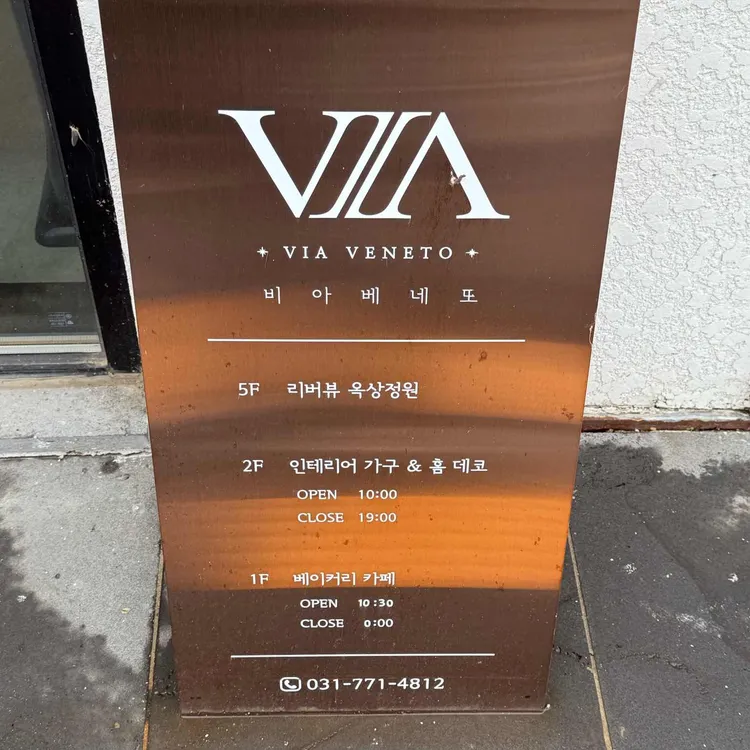 VIA
VIA VENETO
비아베네또
5F 리버뷰 옥상정원
2F 인테리어 가구 & 홈 데코
OPEN 10:00
CLOSE 19:00
1F 베이커리 카페
OPEN 10:30
CLOSE 0:00
031-771-4812